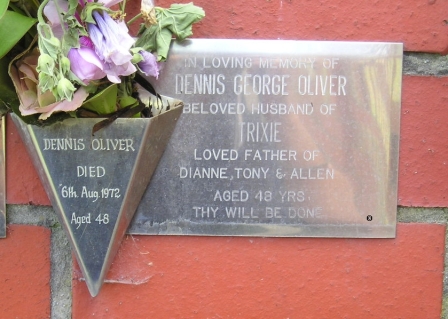 IN LOVING MEMORY OF
DENNIS GEORGE OLIVER
BELOVED HUSBAND OF
TRIXIE
LOVED FATHER OF
DIANNE, TONY & ALLEN
AGED 48 YRS
THY WILL BE DONE
DENNIS OLIVER
DIED
6th. Aug. 1972
Aged 48